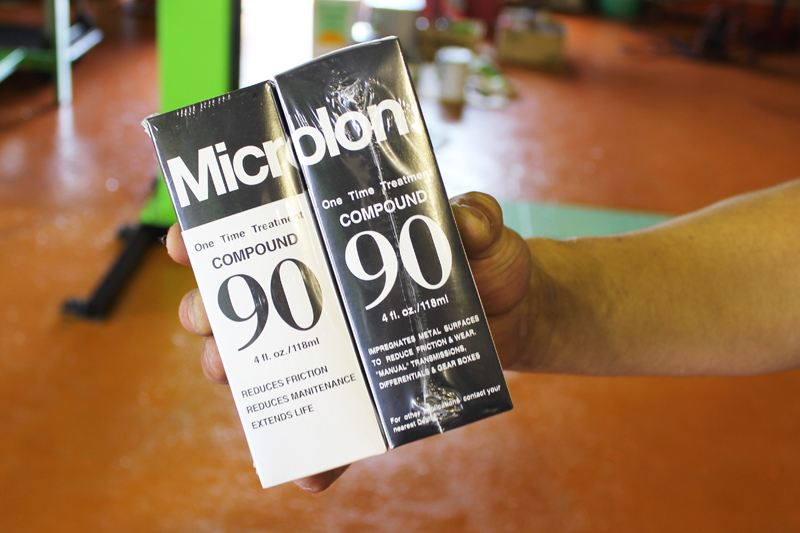 Microlon
One Time Treatment
COMPOUND
90
4 fl. oz./118ml
REDUCES FRICTION
REDUCES MANITENANCE
EXTENDS LIFE
One Time Treatment
COMPOUND
90
4 fl. oz./118ml
IMPREGNATES METAL SURFACES
TO REDUCE FRICTION & WEAR.
"MANUAL" TRANSMISSIONS,
DIFFERENTIALS & GEAR BOXES
For other applications contact your
nearest